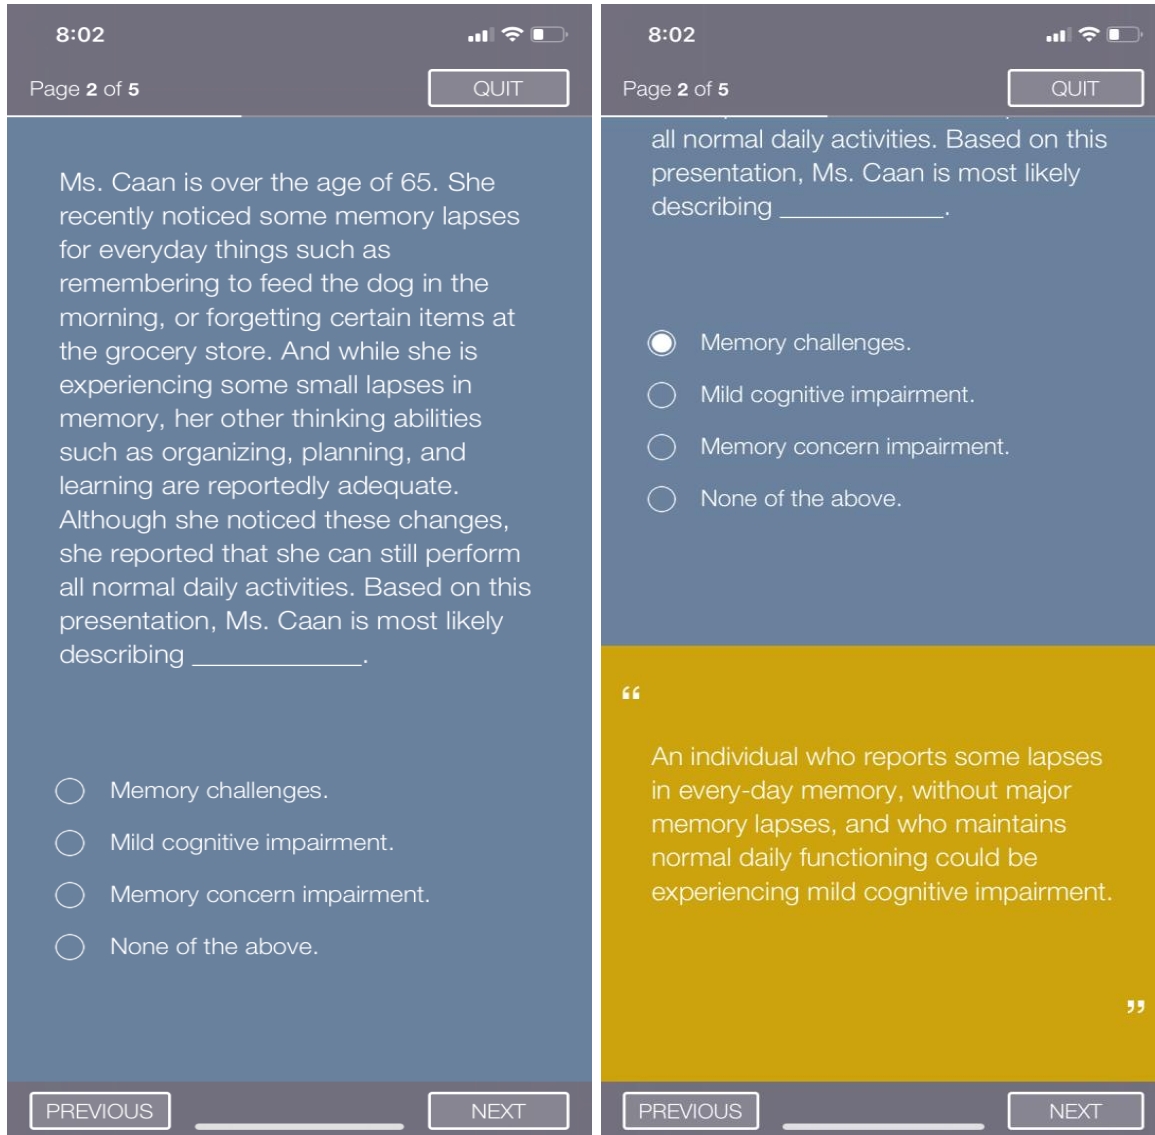 8:02
Page 2 of 5
QUIT
Ms. Caan is over the age of 65. She
recently noticed some memory lapses
for everyday things such as
remembering to feed the dog in the
morning, or forgetting certain items at
the grocery store. And while she is
experiencing some small lapses in
memory, her other thinking abilities
such as organizing, planning, and
learning are reportedly adequate.
Although she noticed these changes,
she reported that she can still perform
all normal daily activities. Based on this
presentation, Ms. Caan is most likely
describing ____________.
Memory challenges.
Mild cognitive impairment.
Memory concern impairment.
None of the above.
PREVIOUS
NEXT
8:02
Page 2 of 5
QUIT
all normal daily activities. Based on this
presentation, Ms. Caan is most likely
describing ____________.
Memory challenges.
Mild cognitive impairment.
Memory concern impairment.
None of the above.
“
An individual who reports some lapses
in every-day memory, without major
memory lapses, and who maintains
normal daily functioning could be
experiencing mild cognitive impairment.
”
PREVIOUS
NEXT